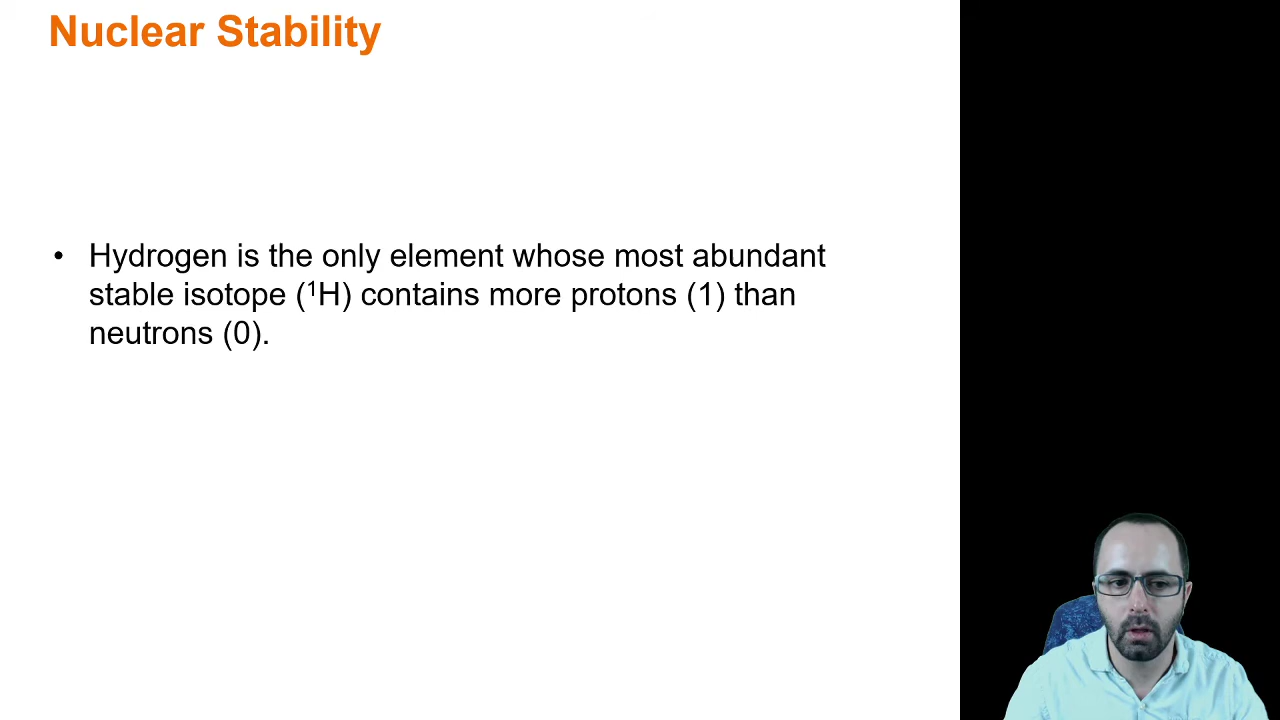 Nuclear Stability
• Hydrogen is the only element whose most abundant
stable isotope (¹H) contains more protons (1) than
neutrons (0).